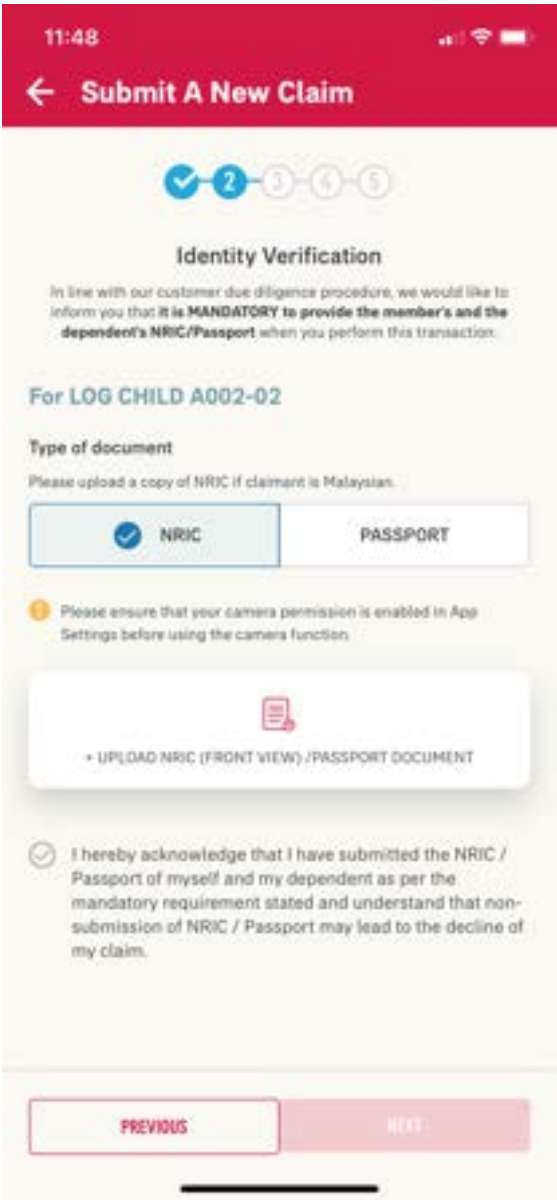 11:48
Submit A New Claim
2
3
4
5
Identity Verification
In line with our customer due diligence procedure, we would like to
inform you that it is MANDATORY to provide the member's and the
dependent's NRIC/Passport when you perform this transaction.
For LOG CHILD A002-02
Type of document
Please upload a copy of NRIC if claimant is Malaysian.
NRIC
PASSPORT
Please ensure that your camera permission is enabled in App
Settings before using the camera function.
+ UPLOAD NRIC (FRONT VIEW) /PASSPORT DOCUMENT
I hereby acknowledge that I have submitted the NRIC /
Passport of myself and my dependent as per the
mandatory requirement stated and understand that non-
submission of NRIC / Passport may lead to the decline of
my claim.
PREVIOUS
NEXT